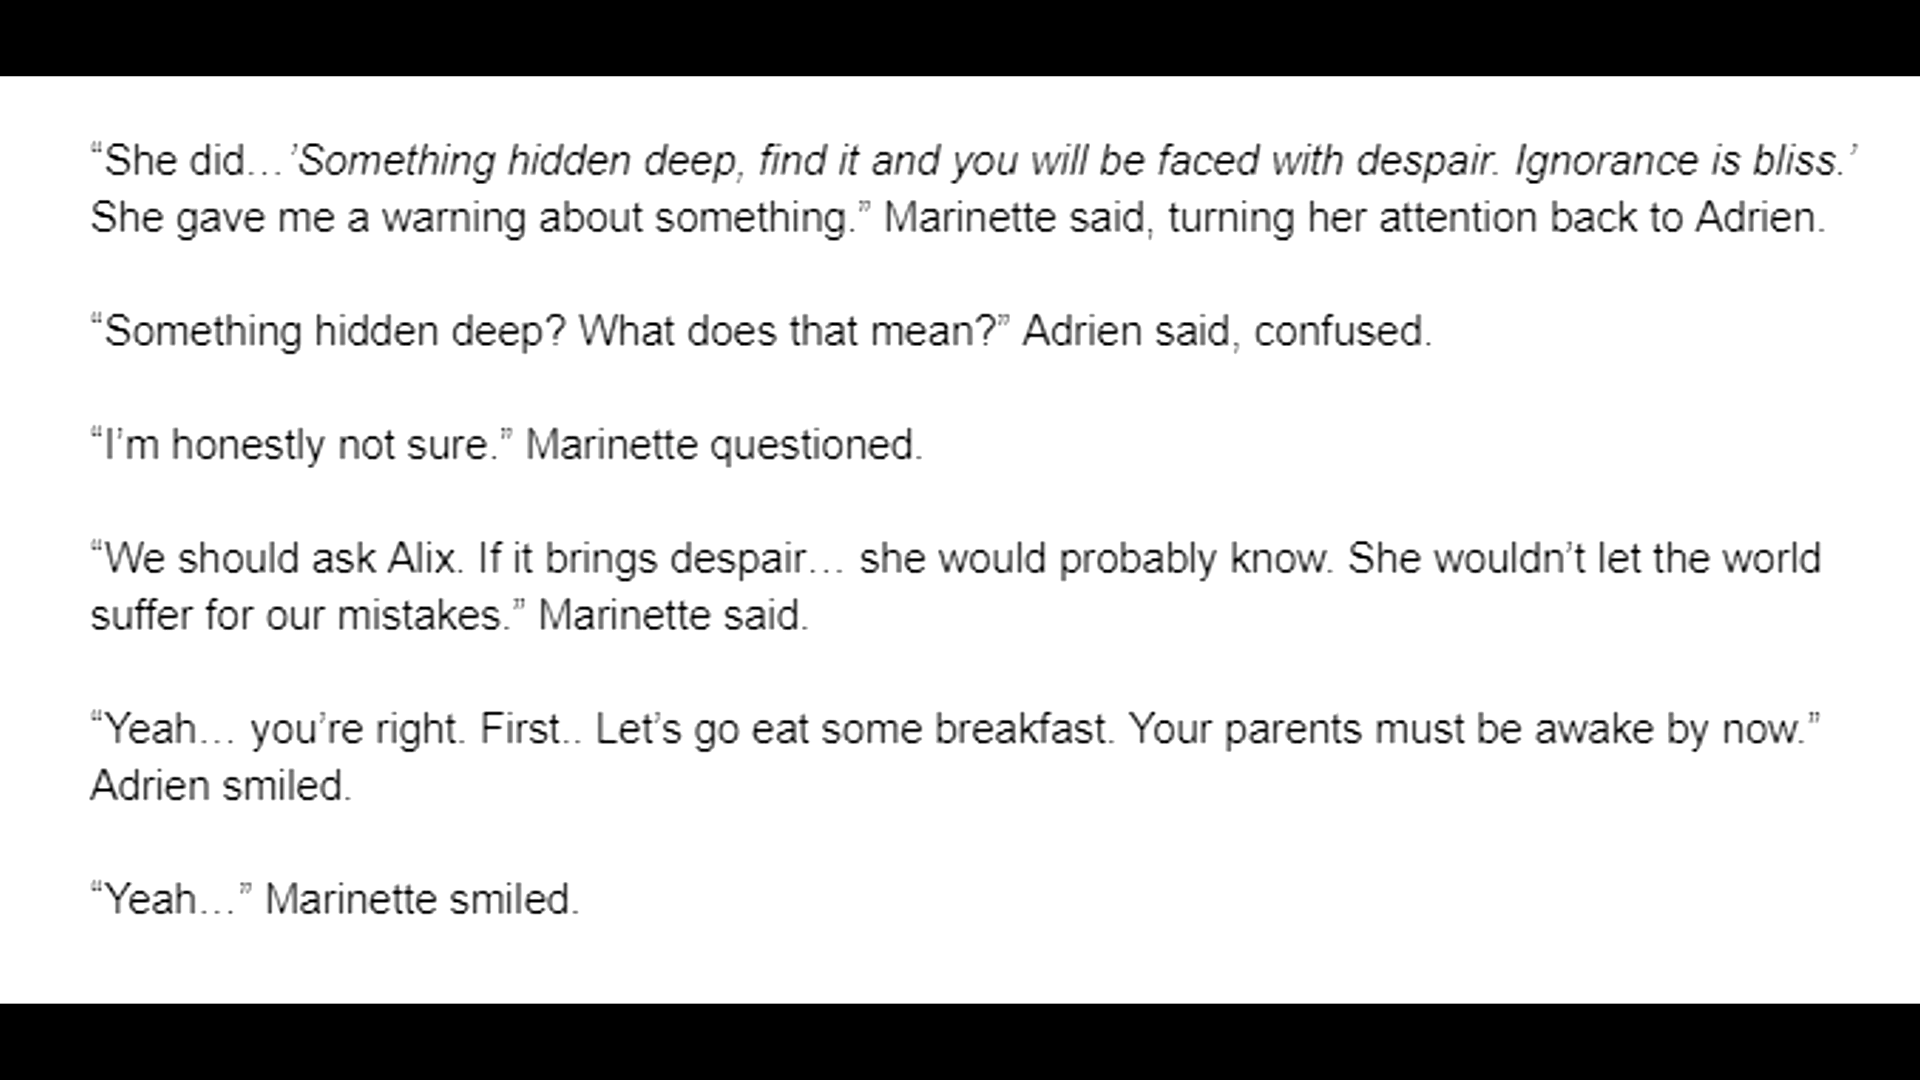 “She did…’Something hidden deep, find it and you will be faced with despair. Ignorance is bliss.’
She gave me a warning about something.” Marinette said, turning her attention back to Adrien.
“Something hidden deep? What does that mean?” Adrien said, confused.
“I’m honestly not sure.” Marinette questioned.
“We should ask Alix. If it brings despair… she would probably know. She wouldn’t let the world
suffer for our mistakes.” Marinette said.
“Yeah… you’re right. First.. Let’s go eat some breakfast. Your parents must be awake by now.”
Adrien smiled.
“Yeah…” Marinette smiled.